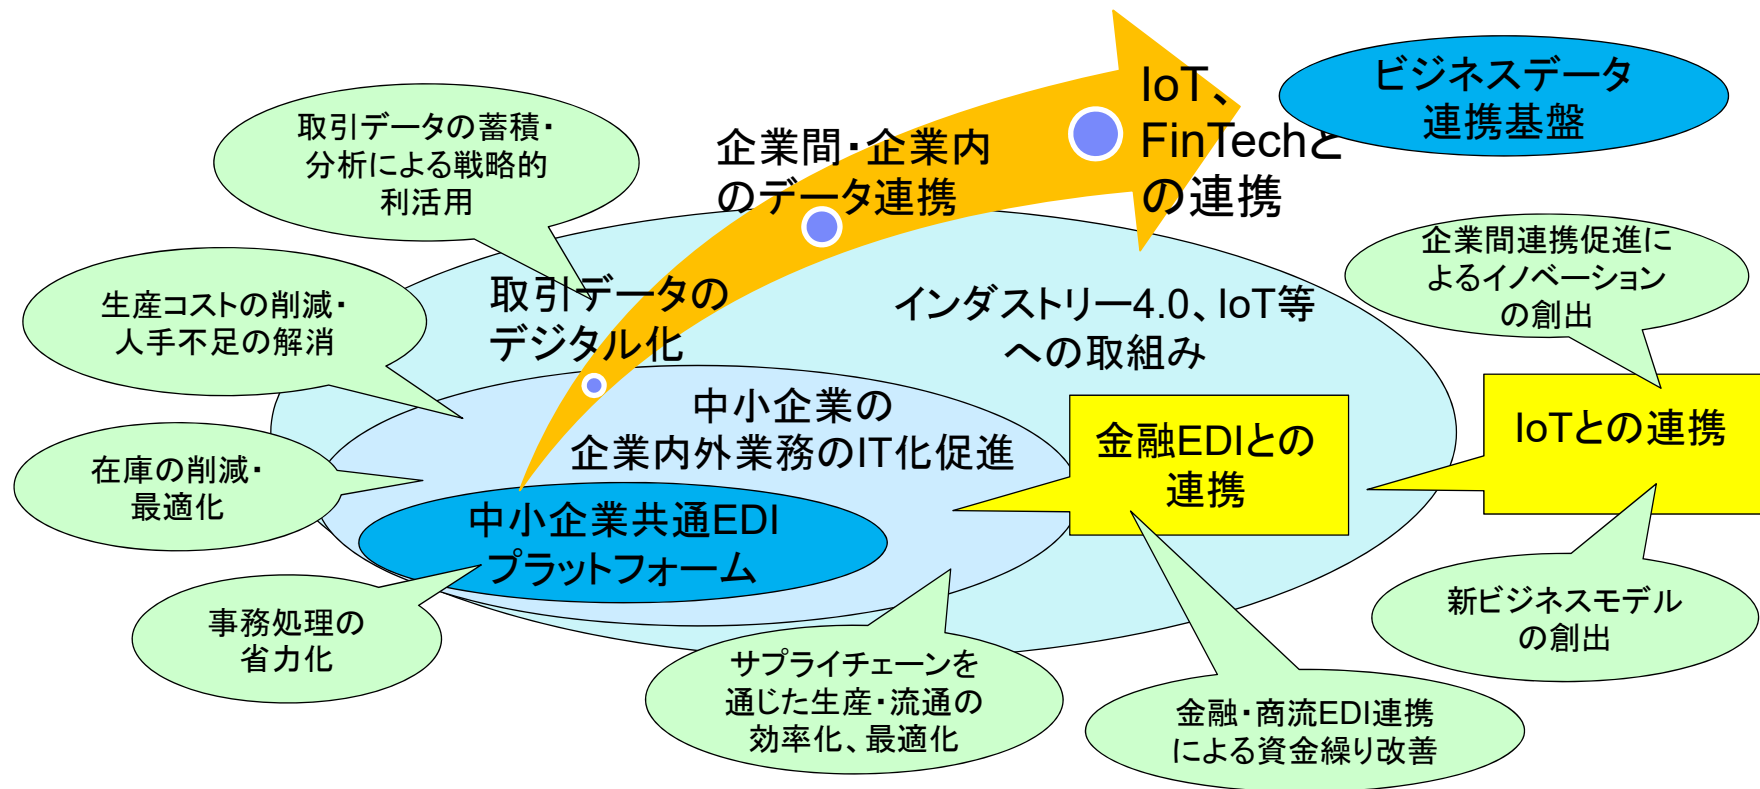 IoT、
FinTechと
の連携
ビジネスデータ
連携基盤
取引データの蓄積・
分析による戦略的
利活用
企業間・企業内
のデータ連携
企業間連携促進に
よるイノベーション
の創出
生産コストの削減・
人手不足の解消
取引データの
デジタル化
インダストリー4.0、IoT等
への取組み
中小企業の
企業内外業務のIT化促進
金融EDIとの
連携
IoTとの連携
在庫の削減・
最適化
中小企業共通EDI
プラットフォーム
事務処理の
省力化
サプライチェーンを
通じた生産・流通の
効率化、最適化
新ビジネスモデル
の創出
金融・商流EDI連携
による資金繰り改善